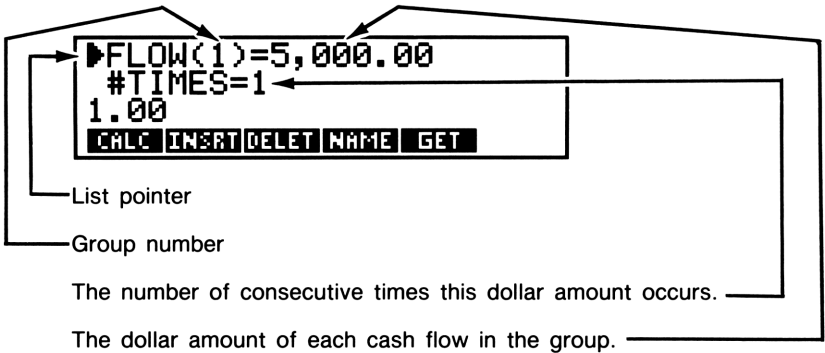 FLOW(1)=5,000.00
#TIMES=1
1.00
CALC INSRT DELET NAME GET
List pointer
Group number
The number of consecutive times this dollar amount occurs.
The dollar amount of each cash flow in the group.